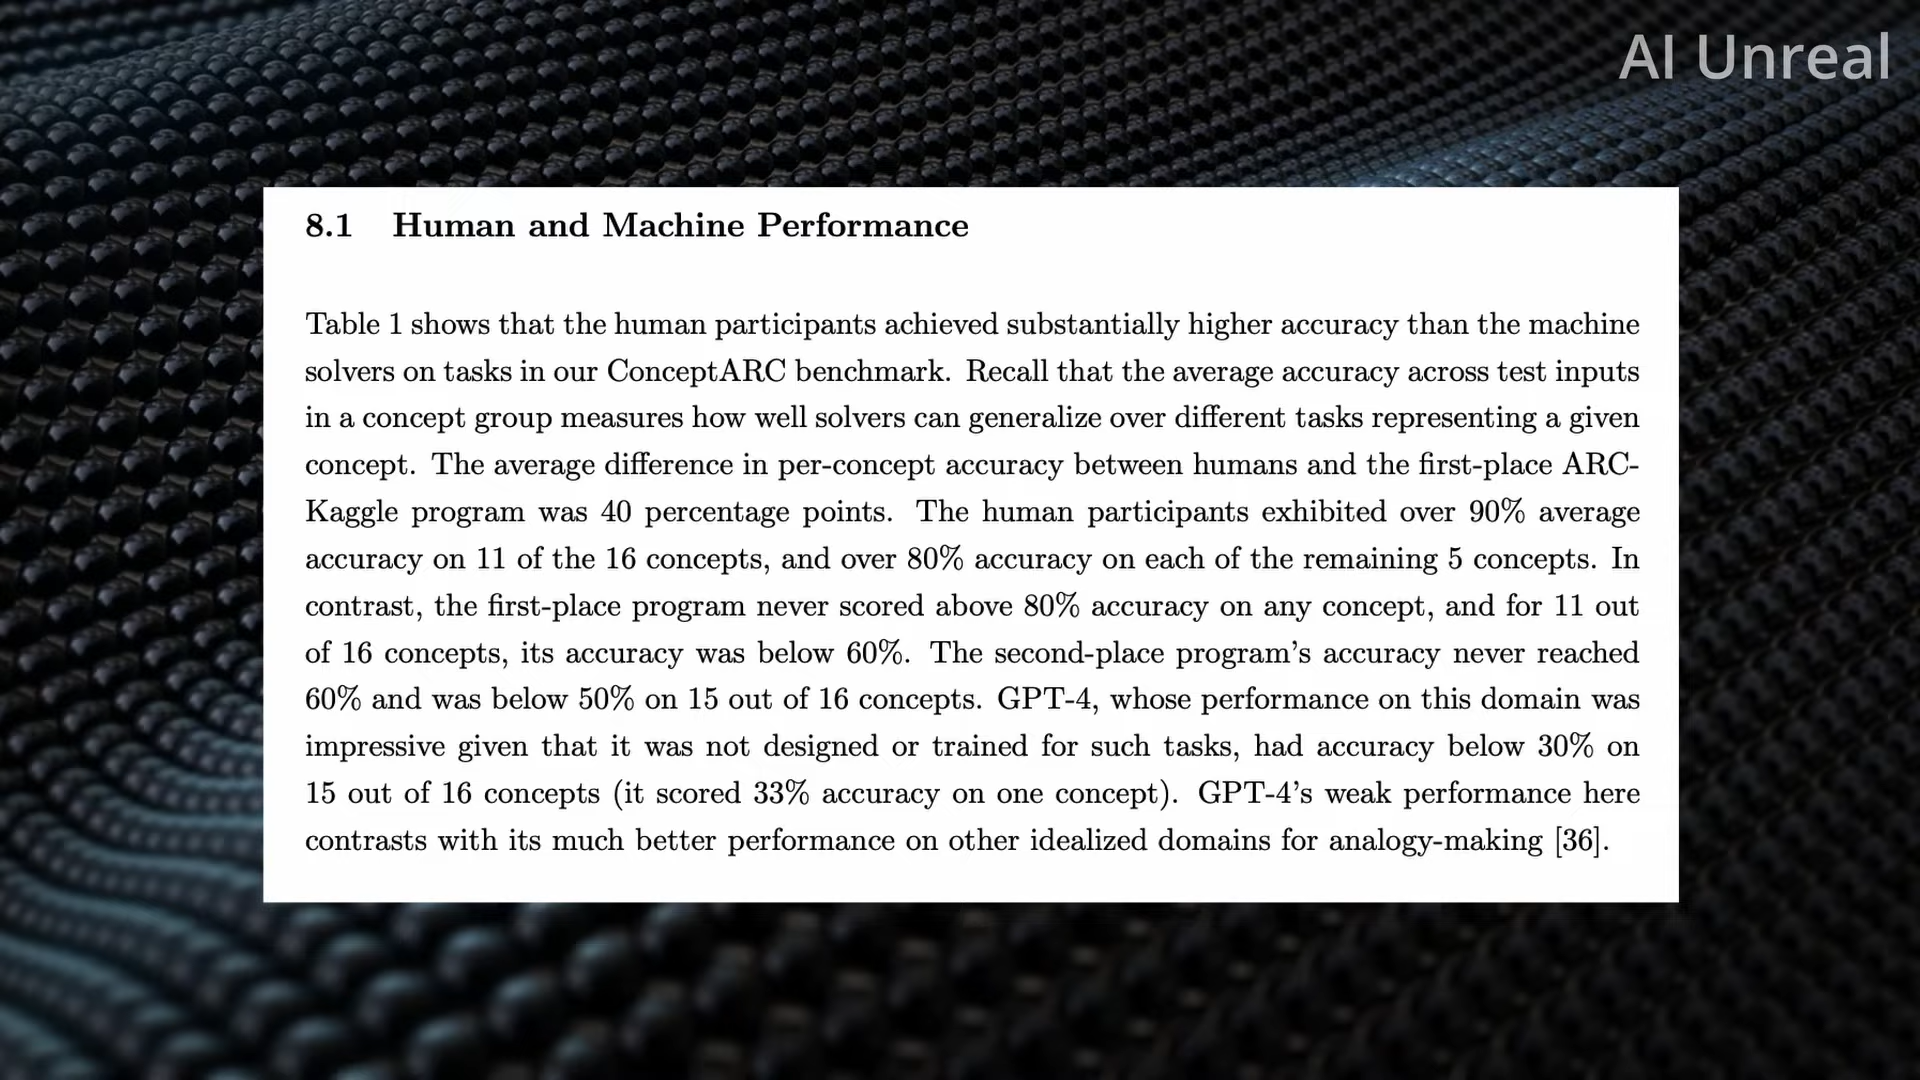 AI Unreal
8.1 Human and Machine Performance
Table 1 shows that the human participants achieved substantially higher accuracy than the machine
solvers on tasks in our ConceptARC benchmark. Recall that the average accuracy across test inputs
in a concept group measures how well solvers can generalize over different tasks representing a given
concept. The average difference in per-concept accuracy between humans and the first-place ARC-
Kaggle program was 40 percentage points. The human participants exhibited over 90% average
accuracy on 11 of the 16 concepts, and over 80% accuracy on each of the remaining 5 concepts. In
contrast, the first-place program never scored above 80% accuracy on any concept, and for 11 out
of 16 concepts, its accuracy was below 60%. The second-place program's accuracy never reached
60% and was below 50% on 15 out of 16 concepts. GPT-4, whose performance on this domain was
impressive given that it was not designed or trained for such tasks, had accuracy below 30% on
15 out of 16 concepts (it scored 33% accuracy on one concept). GPT-4's weak performance here
contrasts with its much better performance on other idealized domains for analogy-making [36].